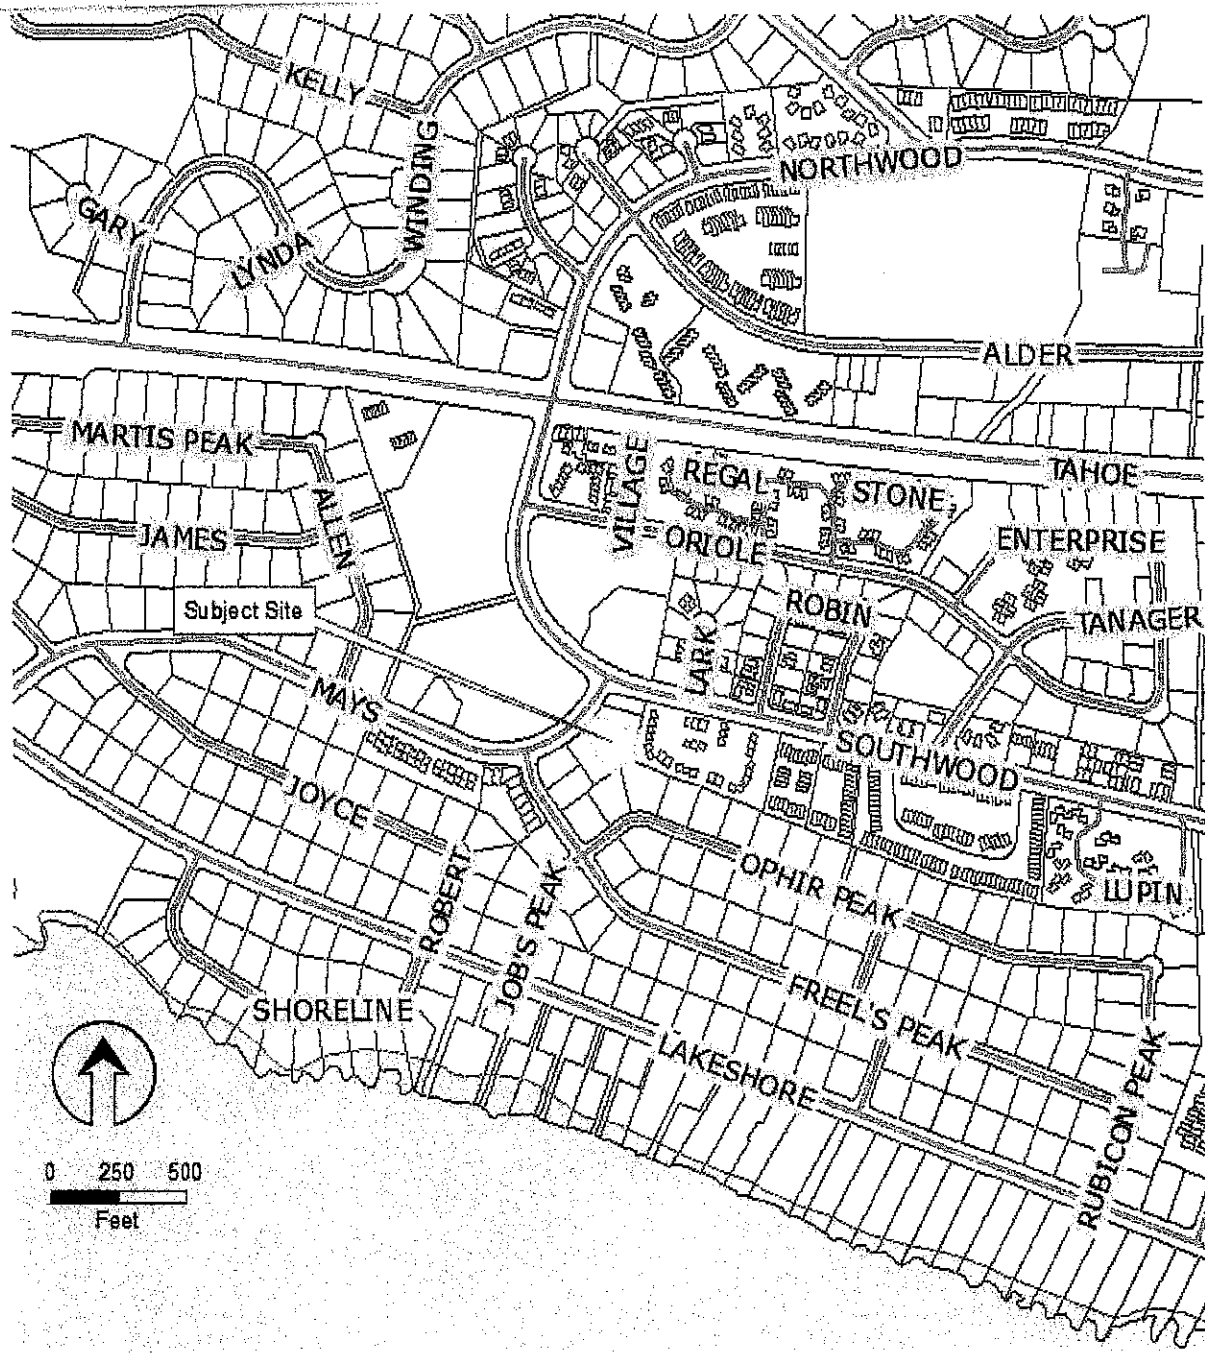 KELLY
WINDING
NORTHWOOD
GARY
LYNDA
ALDER
MARTIS PEAK
ALLEN
JAMES
VILLAGE
REGAL
STONE
TAHOE
ORIOLE
ENTERPRISE
Subject Site
ROBIN
TANAGER
LARK
MAYS
SOUTHWOOD
JOYCE
OPHIR PEAK
LUPIN
ROBERT
JOB'S PEAK
SHORELINE
FREEL'S PEAK
LAKESHORE
RUBICON PEAK
0 250 500
Feet